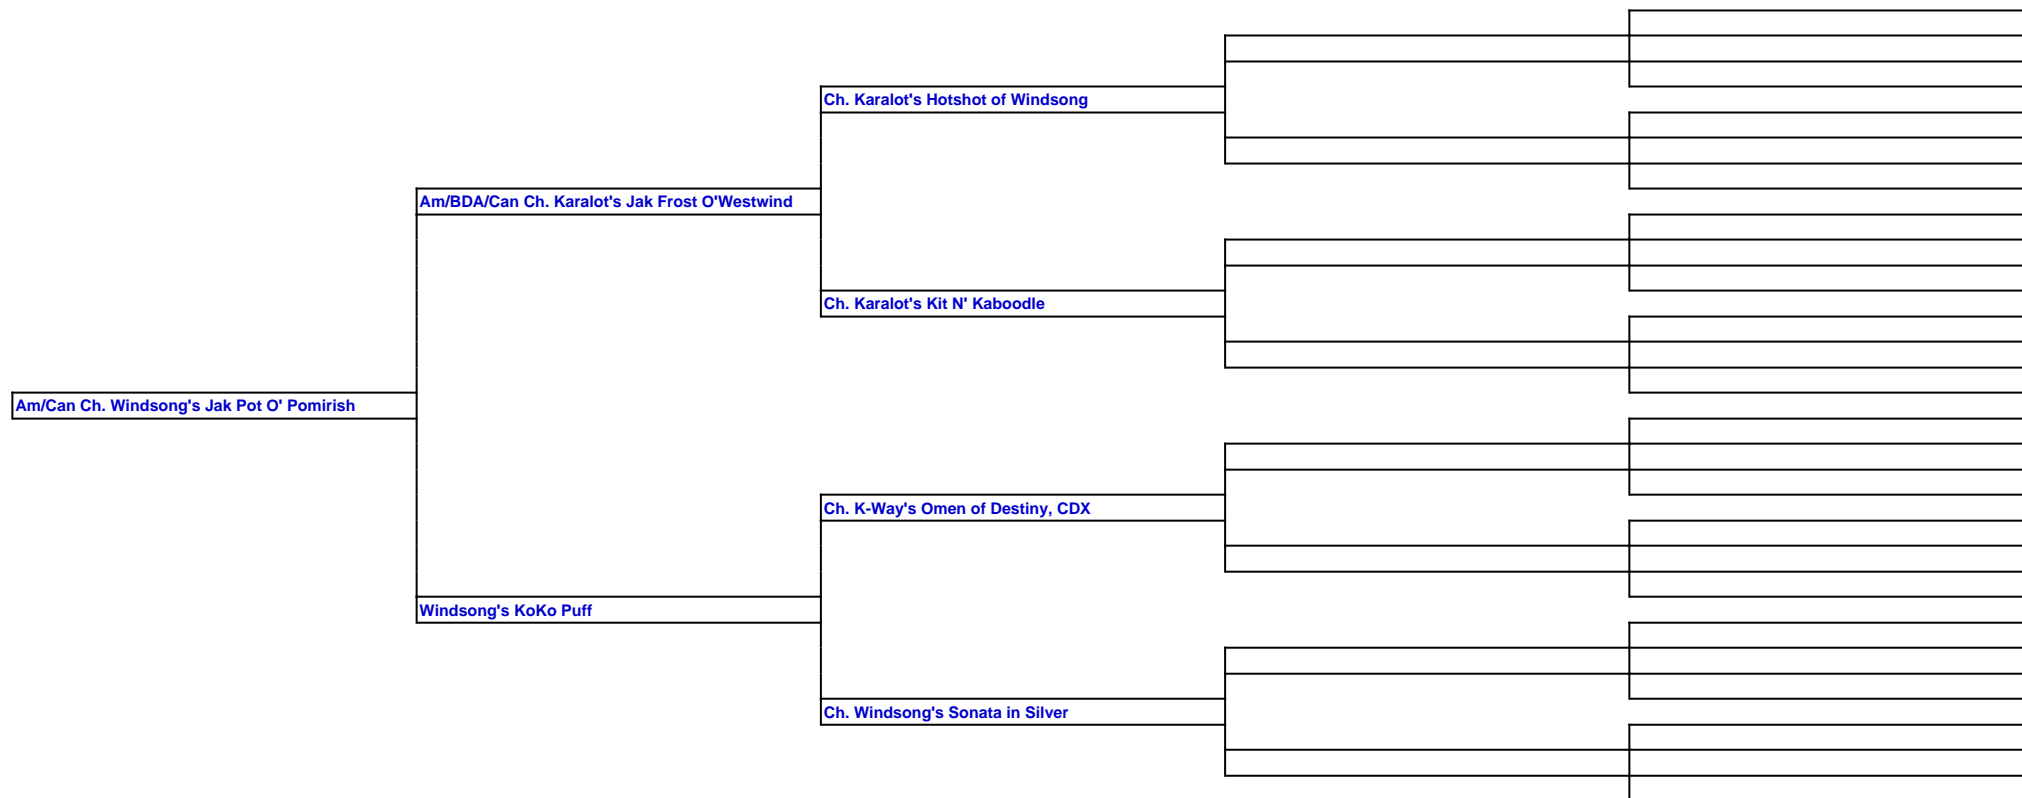 Ch. Karalot's Hotshot of Windsong
Am/BDA/Can Ch. Karalot's Jak Frost O'Westwind
Ch. Karalot's Kit N' Kaboodle
Am/Can Ch. Windsong's Jak Pot O' Pomirish
Ch. K-Way's Omen of Destiny, CDX
Windsong's KoKo Puff
Ch. Windsong's Sonata in Silver